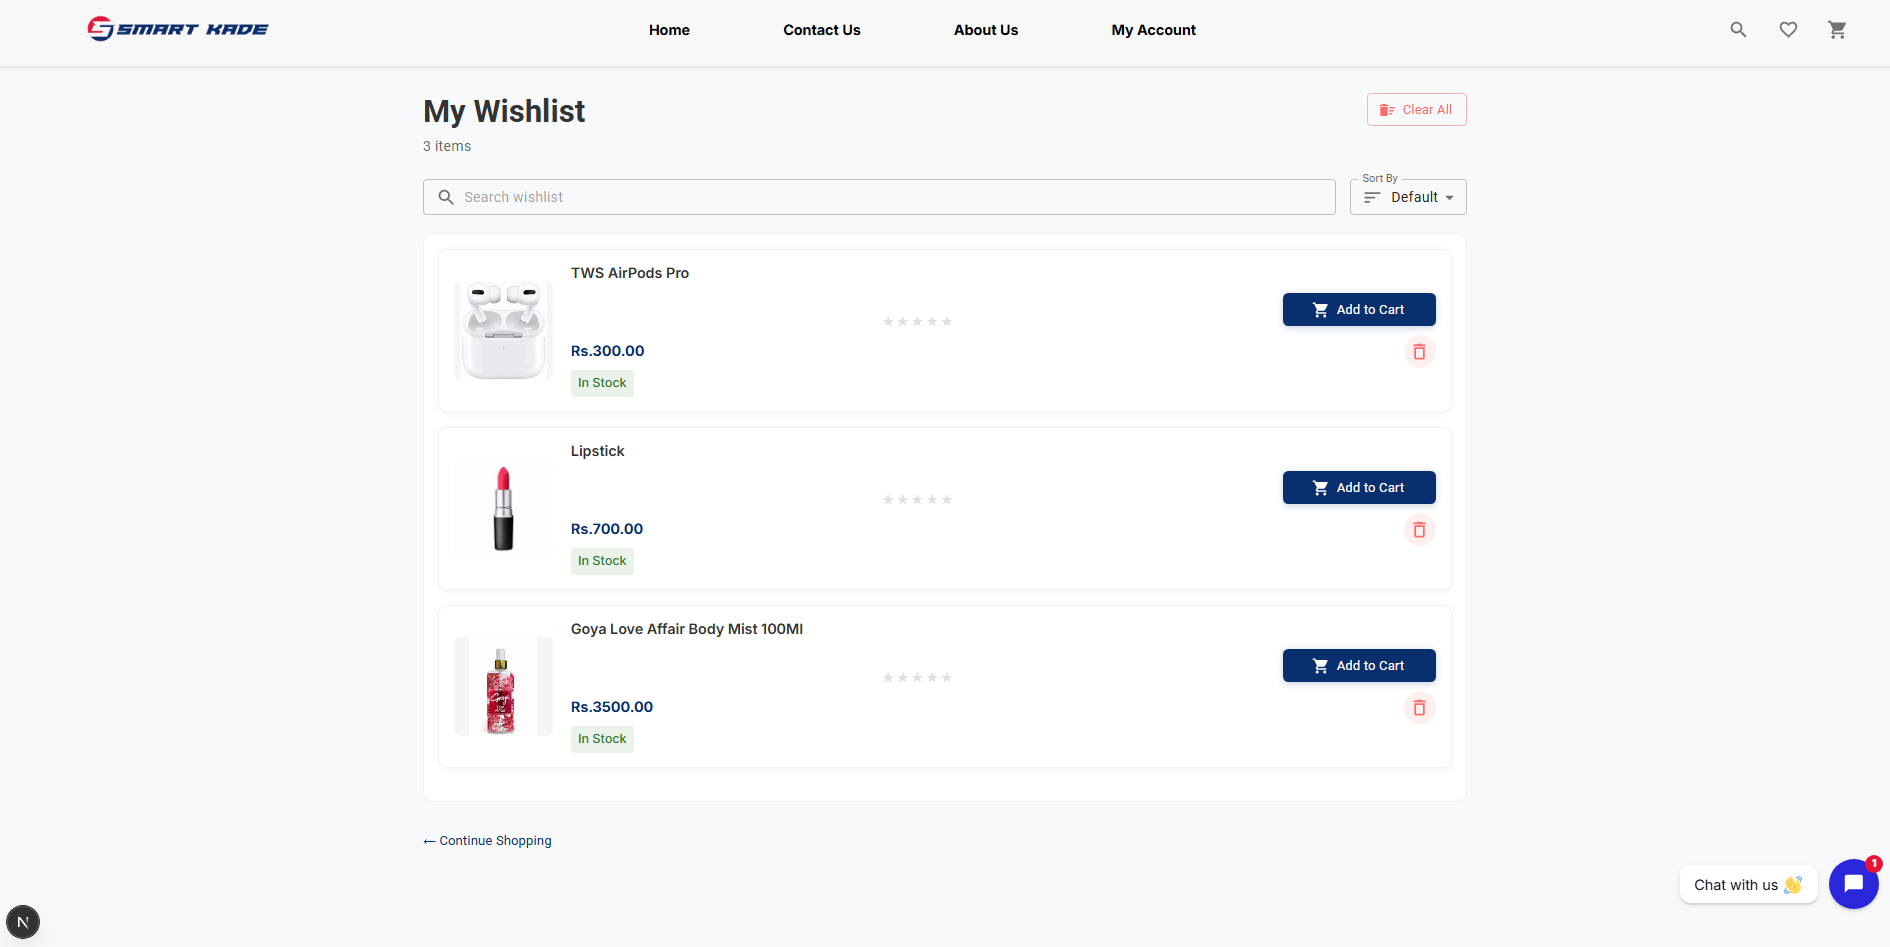 SMART KADE
Home
Contact Us
About Us
My Account
My Wishlist
Clear All
3 items
Search wishlist
Sort By
Default
TWS AirPods Pro
Add to Cart
Rs.300.00
In Stock
Lipstick
Add to Cart
Rs.700.00
In Stock
Goya Love Affair Body Mist 100Ml
Add to Cart
Rs.3500.00
In Stock
← Continue Shopping
Chat with us 👋
1
N